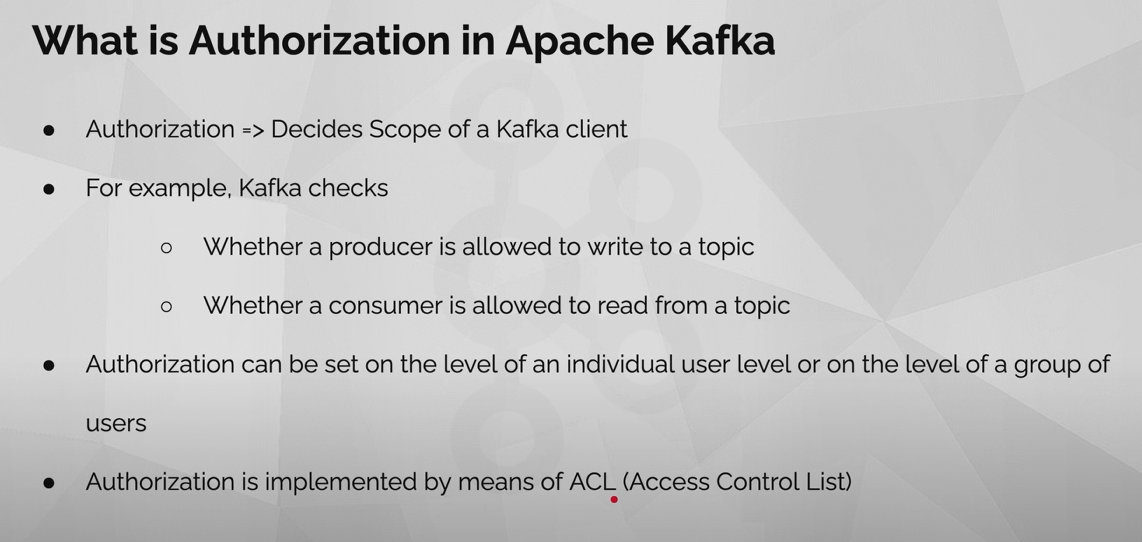 What is Authorization in Apache Kafka
● Authorization => Decides Scope of a Kafka client
● For example, Kafka checks
○ Whether a producer is allowed to write to a topic
○ Whether a consumer is allowed to read from a topic
● Authorization can be set on the level of an individual user level or on the level of a group of
users
● Authorization is implemented by means of ACL (Access Control List)